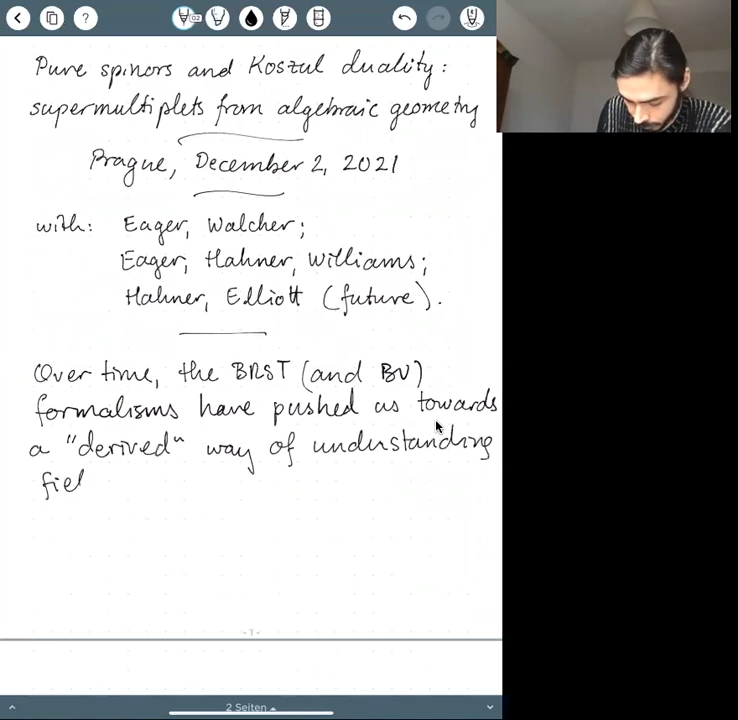 Pure spinors and Koszul duality:
supermultiplets from algebraic geometry
Prague, December 2, 2021
with: Eager, Walcher;
Eager, Hahner, Williams;
Hahner, Elliott (future).
Over time, the BRST (and BV)
formalisms have pushed us towards
a "derived" way of understanding
fiel
-1-
2 Seiten